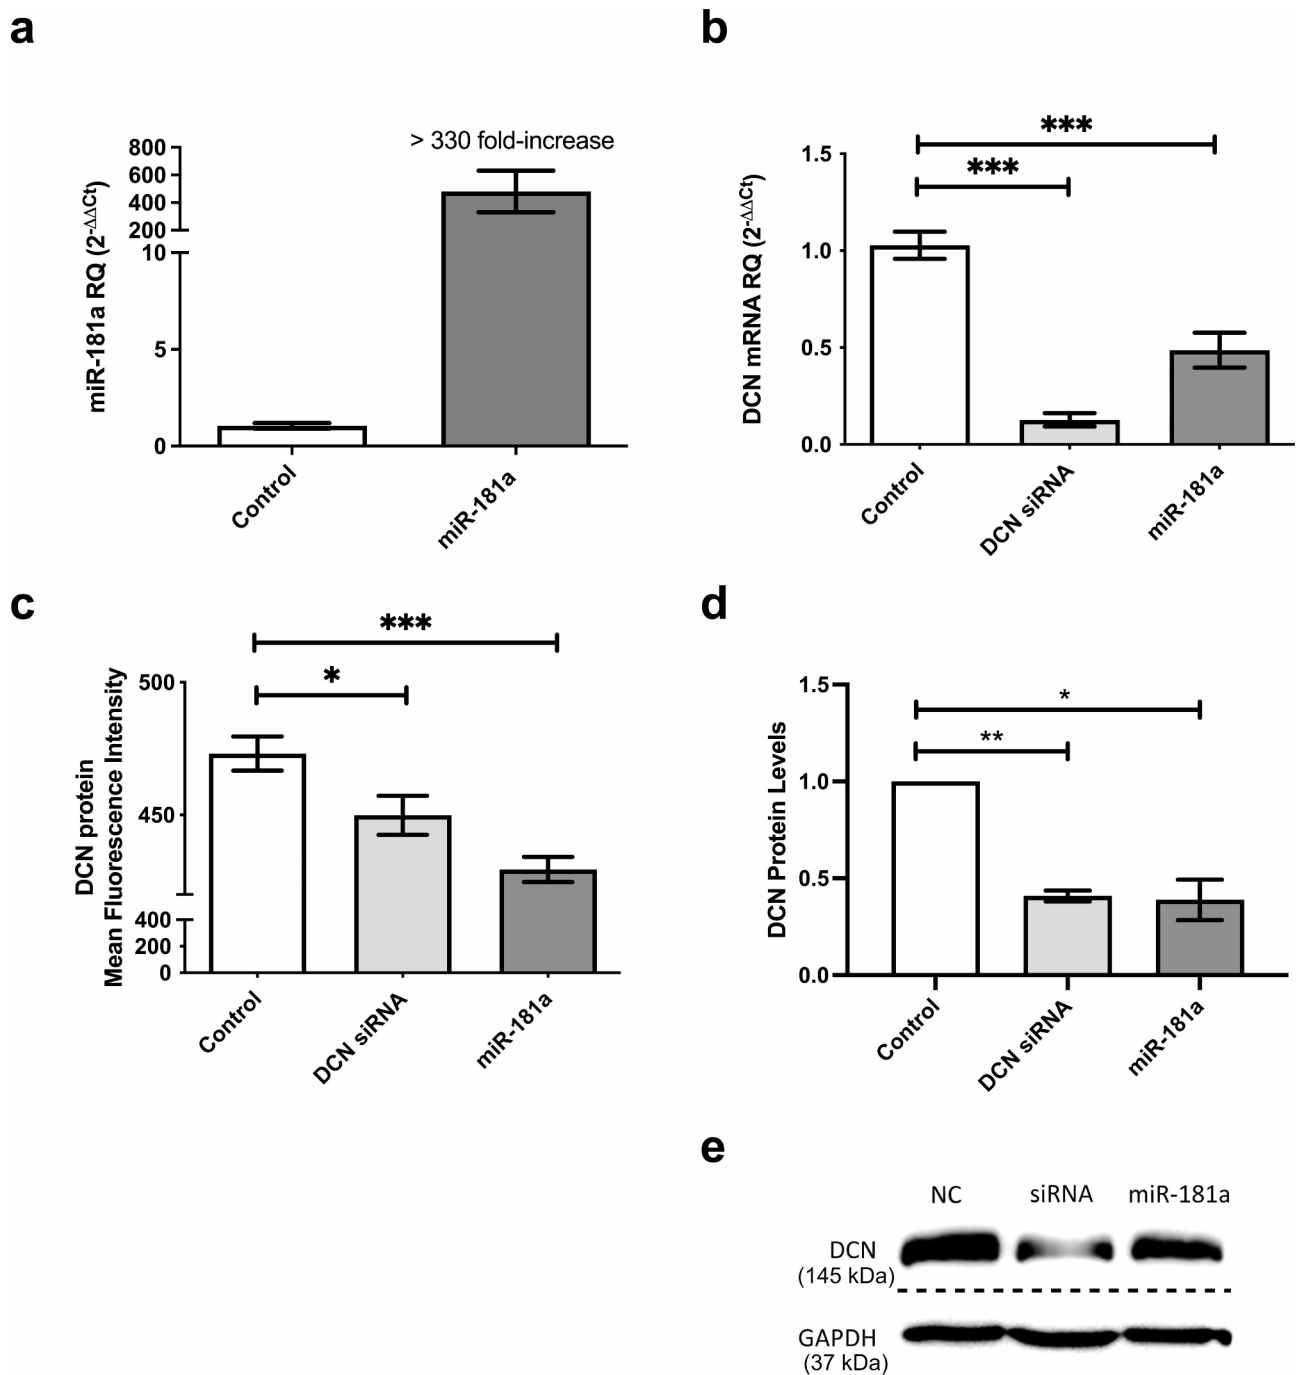 a
> 330 fold-increase
miR-181a RQ (2-ΔΔCt)
800
600
400
200
10
5
0
Control
miR-181a
b
***
***
DCN mRNA RQ (2-ΔΔCt)
1.5
1.0
0.5
0.0
Control
DCN siRNA
miR-181a
c
***
*
DCN protein
Mean Fluorescence Intensity
500
450
400
200
0
Control
DCN siRNA
miR-181a
d
*
**
DCN Protein Levels
1.5
1.0
0.5
0.0
Control
DCN siRNA
miR-181a
e
NC siRNA miR-181a
DCN
(145 kDa)
GAPDH
(37 kDa)